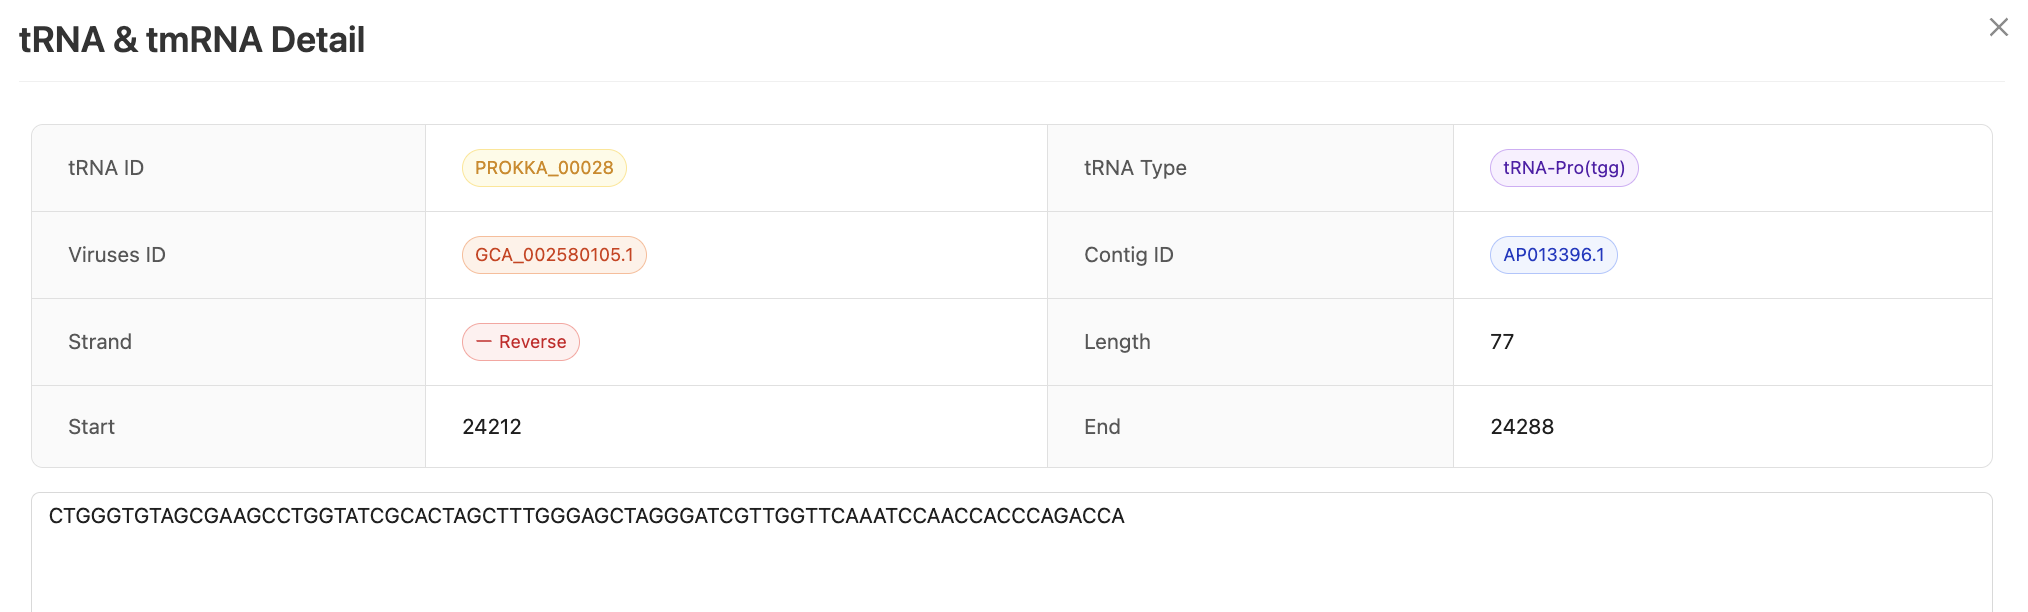 tRNA & tmRNA Detail
tRNA ID PROKKA_00028 tRNA Type tRNA-Pro(tgg)
Viruses ID GCA_002580105.1 Contig ID AP013396.1
Strand — Reverse Length 77
Start 24212 End 24288
CTGGGTGTAGCGAAGCCTGGTATCGCACTAGCTTTGGGAGCTAGGGATCGTTGGTTCAAATCCAACCACCCAGACCA